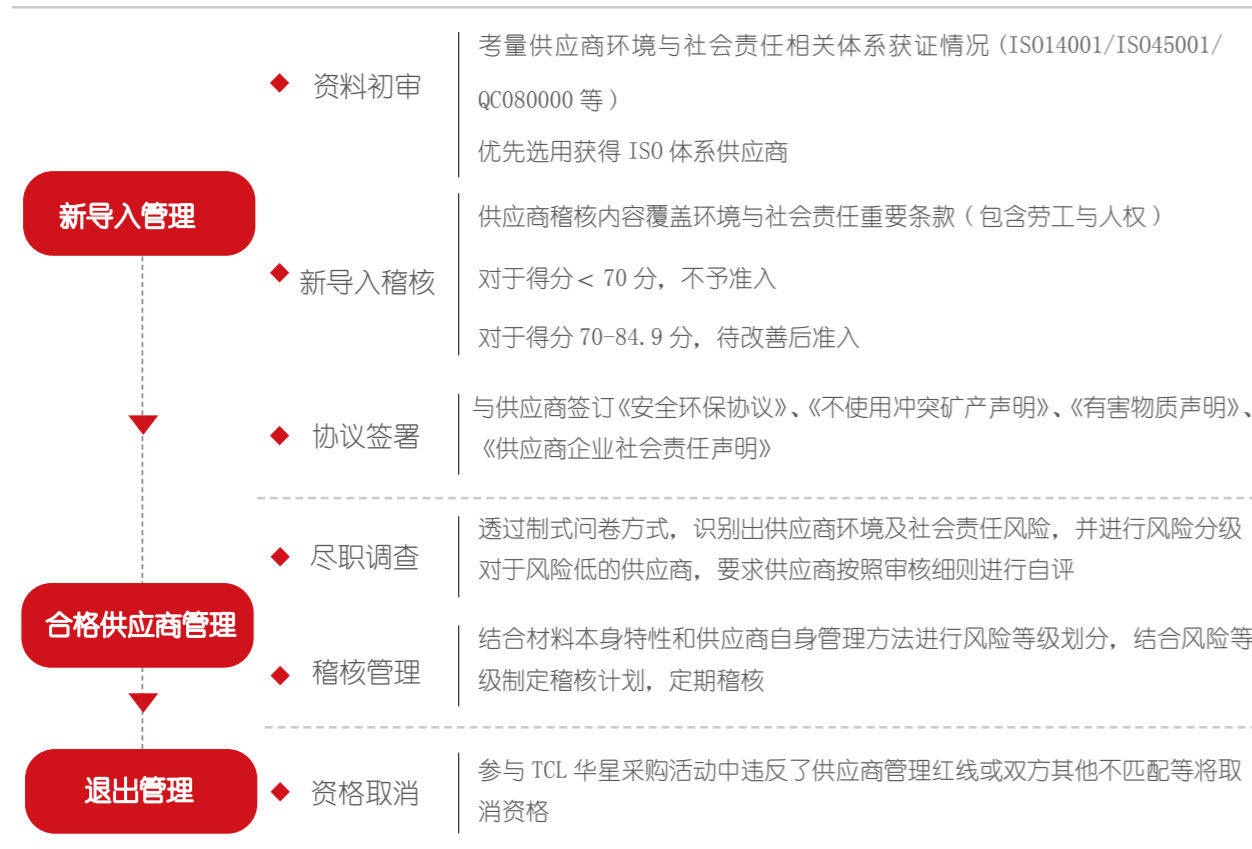 新导入管理
资料初审
考量供应商环境与社会责任相关体系获证情况（ISO14001/ISO45001/
QC080000 等）
优先选用获得 ISO 体系供应商
新导入稽核
供应商稽核内容覆盖环境与社会责任重要条款（包含劳工与人权）
对于得分＜ 70 分，不予准入
对于得分 70-84.9 分，待改善后准入
协议签署
与供应商签订《安全环保协议》、《不使用冲突矿产声明》、《有害物质声明》、
《供应商企业社会责任声明》
合格供应商管理
尽职调查
透过制式问卷方式，识别出供应商环境及社会责任风险，并进行风险分级
对于风险低的供应商，要求供应商按照审核细则进行自评
稽核管理
结合材料本身特性和供应商自身管理方法进行风险等级划分，结合风险等
级制定稽核计划，定期稽核
退出管理
资格取消
参与 TCL 华星采购活动中违反了供应商管理红线或双方其他不匹配等将取
消资格